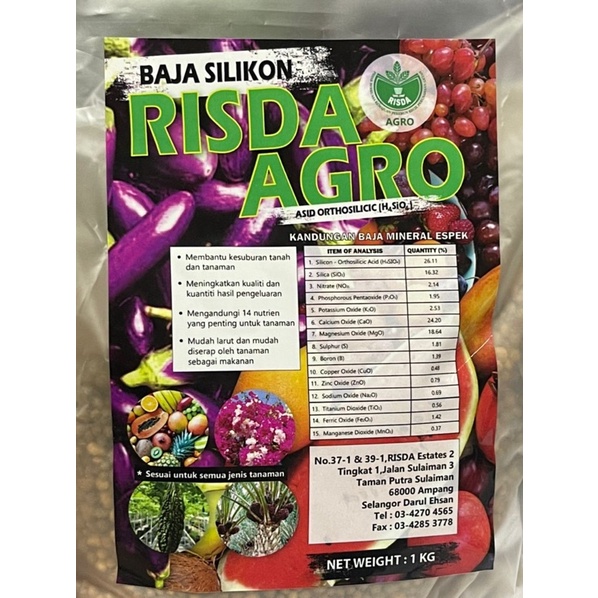 BAJA SILIKON
RISDA
AGRO
RISDA
AGRO
ASID ORTHOSILICIC (H₄SiO₄)
KANDUNGAN BAJA MINERAL ESPEK
ITEM OF ANALYSIS QUANTITY (%)
1. Silicon - Orthosilicic Acid (H₄SiO₄) 26.11
2. Silica (SiO₂) 16.32
3. Nitrate (NO₃) 2.14
4. Phosphorous Pentaoxide (P₂O₅) 1.95
5. Potassium Oxide (K₂O) 2.53
6. Calcium Oxide (CaO) 24.20
7. Magnesium Oxide (MgO) 18.64
8. Sulphur (S) 1.81
9. Boron (B) 1.39
10. Copper Oxide (CuO) 0.48
11. Zinc Oxide (ZnO) 0.79
12. Sodium Oxide (Na₂O) 0.69
13. Titanium Dioxide (TiO₂) 0.56
14. Ferric Oxide (Fe₂O₃) 1.42
15. Manganese Dioxide (MnO₂) 0.37
• Membantu kesuburan tanah
dan tanaman
• Meningkatkan kualiti dan
kuantiti hasil pengeluaran
• Mengandungi 14 nutrien
yang penting untuk tanaman
• Mudah larut dan mudah
diserap oleh tanaman
sebagai makanan
* Sesuai untuk semua jenis tanaman
No.37-1 & 39-1,RISDA Estates 2
Tingkat 1,Jalan Sulaiman 3
Taman Putra Sulaiman
68000 Ampang
Selangor Darul Ehsan
Tel : 03-4270 4565
Fax : 03-4285 3778
NET WEIGHT : 1 KG